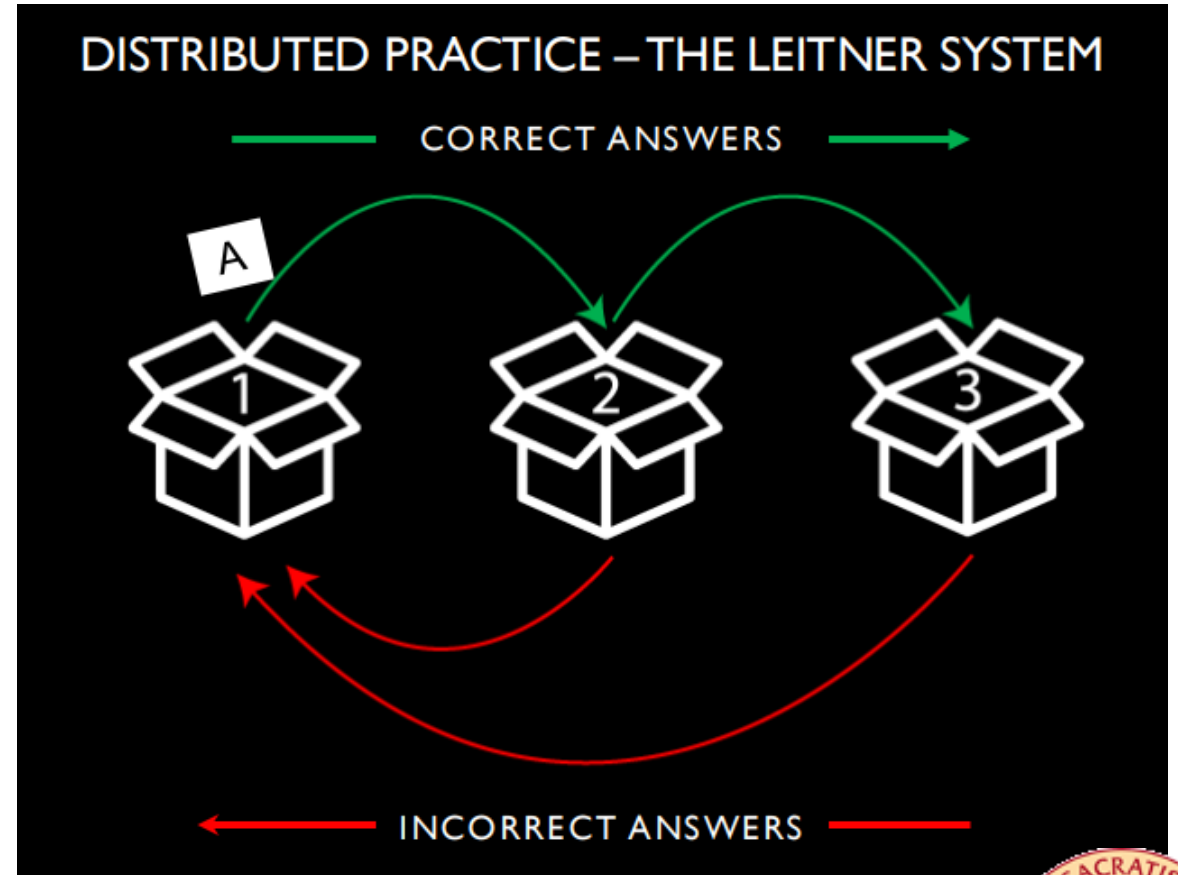 DISTRIBUTED PRACTICE – THE LEITNER SYSTEM
CORRECT ANSWERS
A
1 2 3
INCORRECT ANSWERS